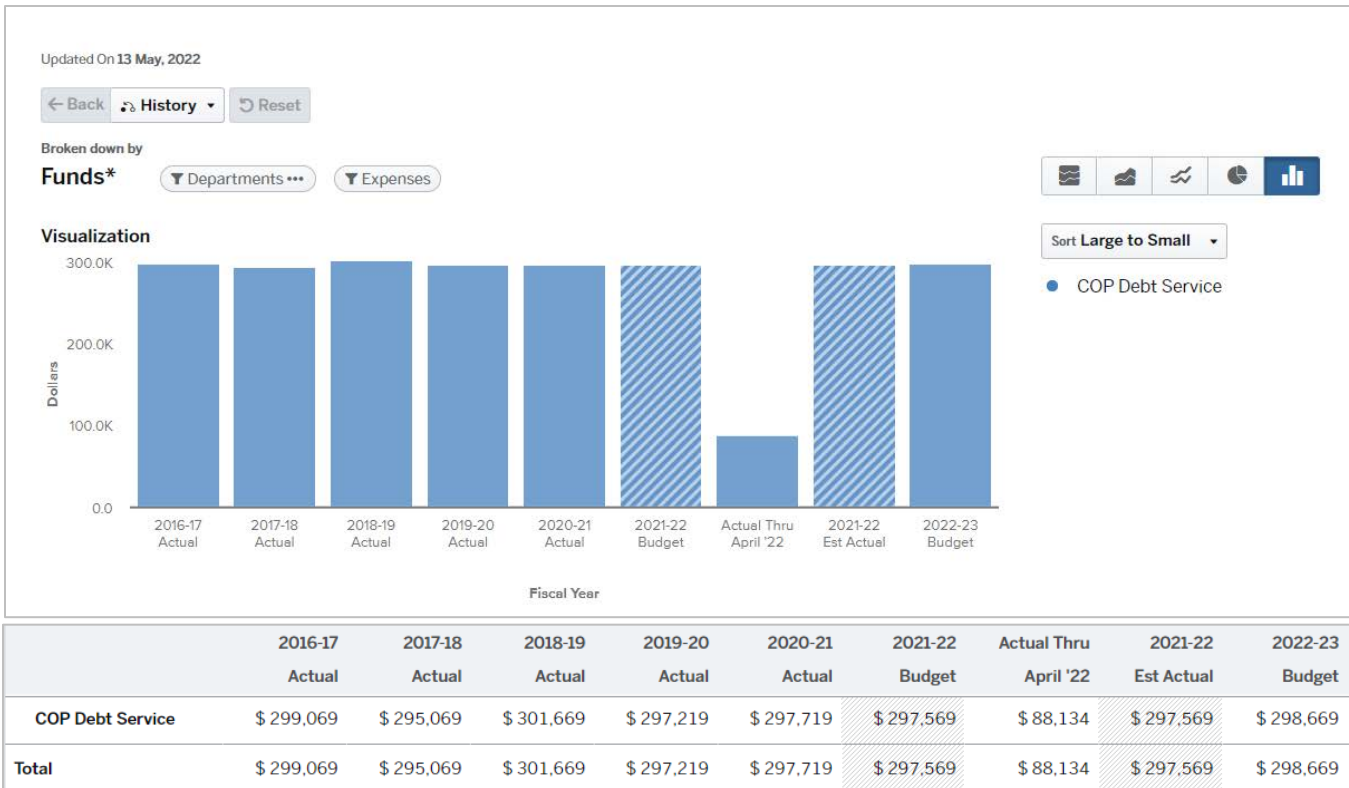 Updated On 13 May, 2022
Back History Reset
Broken down by
Funds* Departments ••• Expenses
Visualization
Sort Large to Small
COP Debt Service
300.0K
200.0K
100.0K
0.0
Dollars
2016-17 2017-18 2018-19 2019-20 2020-21 2021-22 Actual Thru 2021-22 2022-23
Actual Actual Actual Actual Actual Budget April '22 Est Actual Budget
Fiscal Year
2016-17 2017-18 2018-19 2019-20 2020-21 2021-22 Actual Thru 2021-22 2022-23
Actual Actual Actual Actual Actual Budget April '22 Est Actual Budget
COP Debt Service $ 299,069 $ 295,069 $ 301,669 $ 297,219 $ 297,719 $ 297,569 $ 88,134 $ 297,569 $ 298,669
Total $ 299,069 $ 295,069 $ 301,669 $ 297,219 $ 297,719 $ 297,569 $ 88,134 $ 297,569 $ 298,669